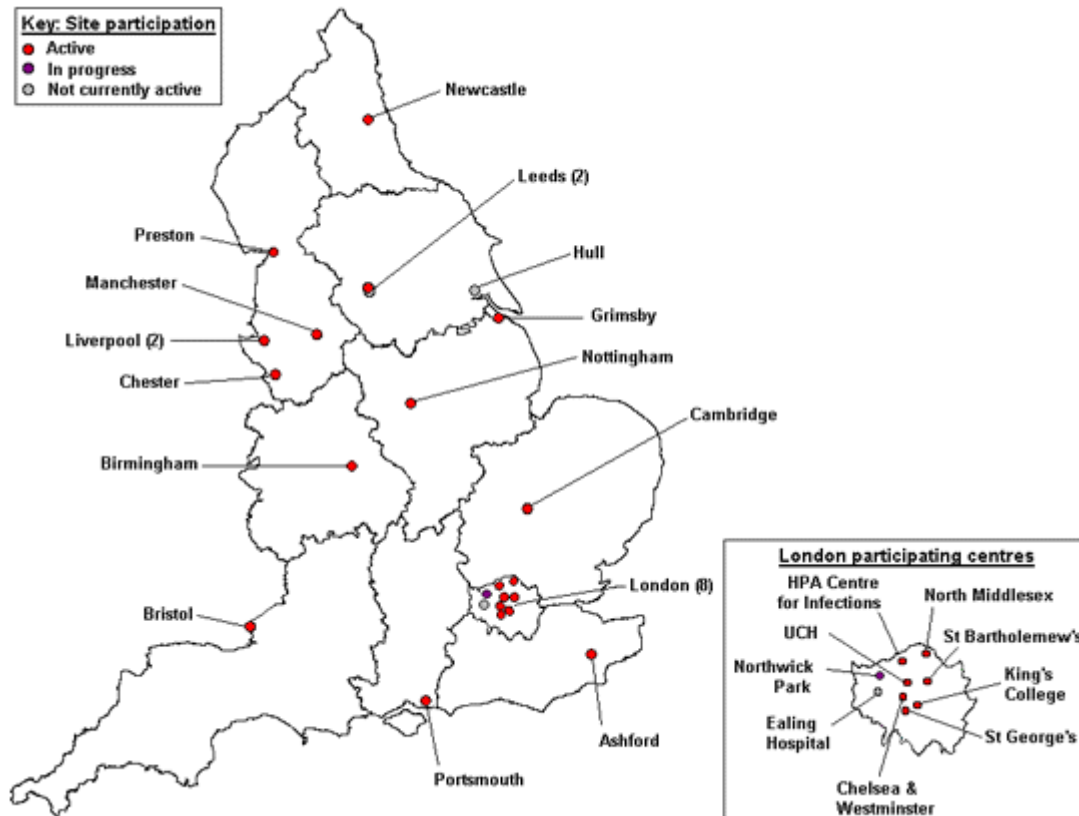 Key: Site participation
Active
In progress
Not currently active
Newcastle
Leeds (2)
Preston
Hull
Manchester
Grimsby
Liverpool (2)
Nottingham
Chester
Cambridge
Birmingham
London participating centres
HPA Centre
for Infections
North Middlesex
London (8)
Bristol
UCH
St Bartholemew's
Northwick
Park
King's
College
Ealing
Hospital
St George's
Ashford
Portsmouth
Chelsea &
Westminster